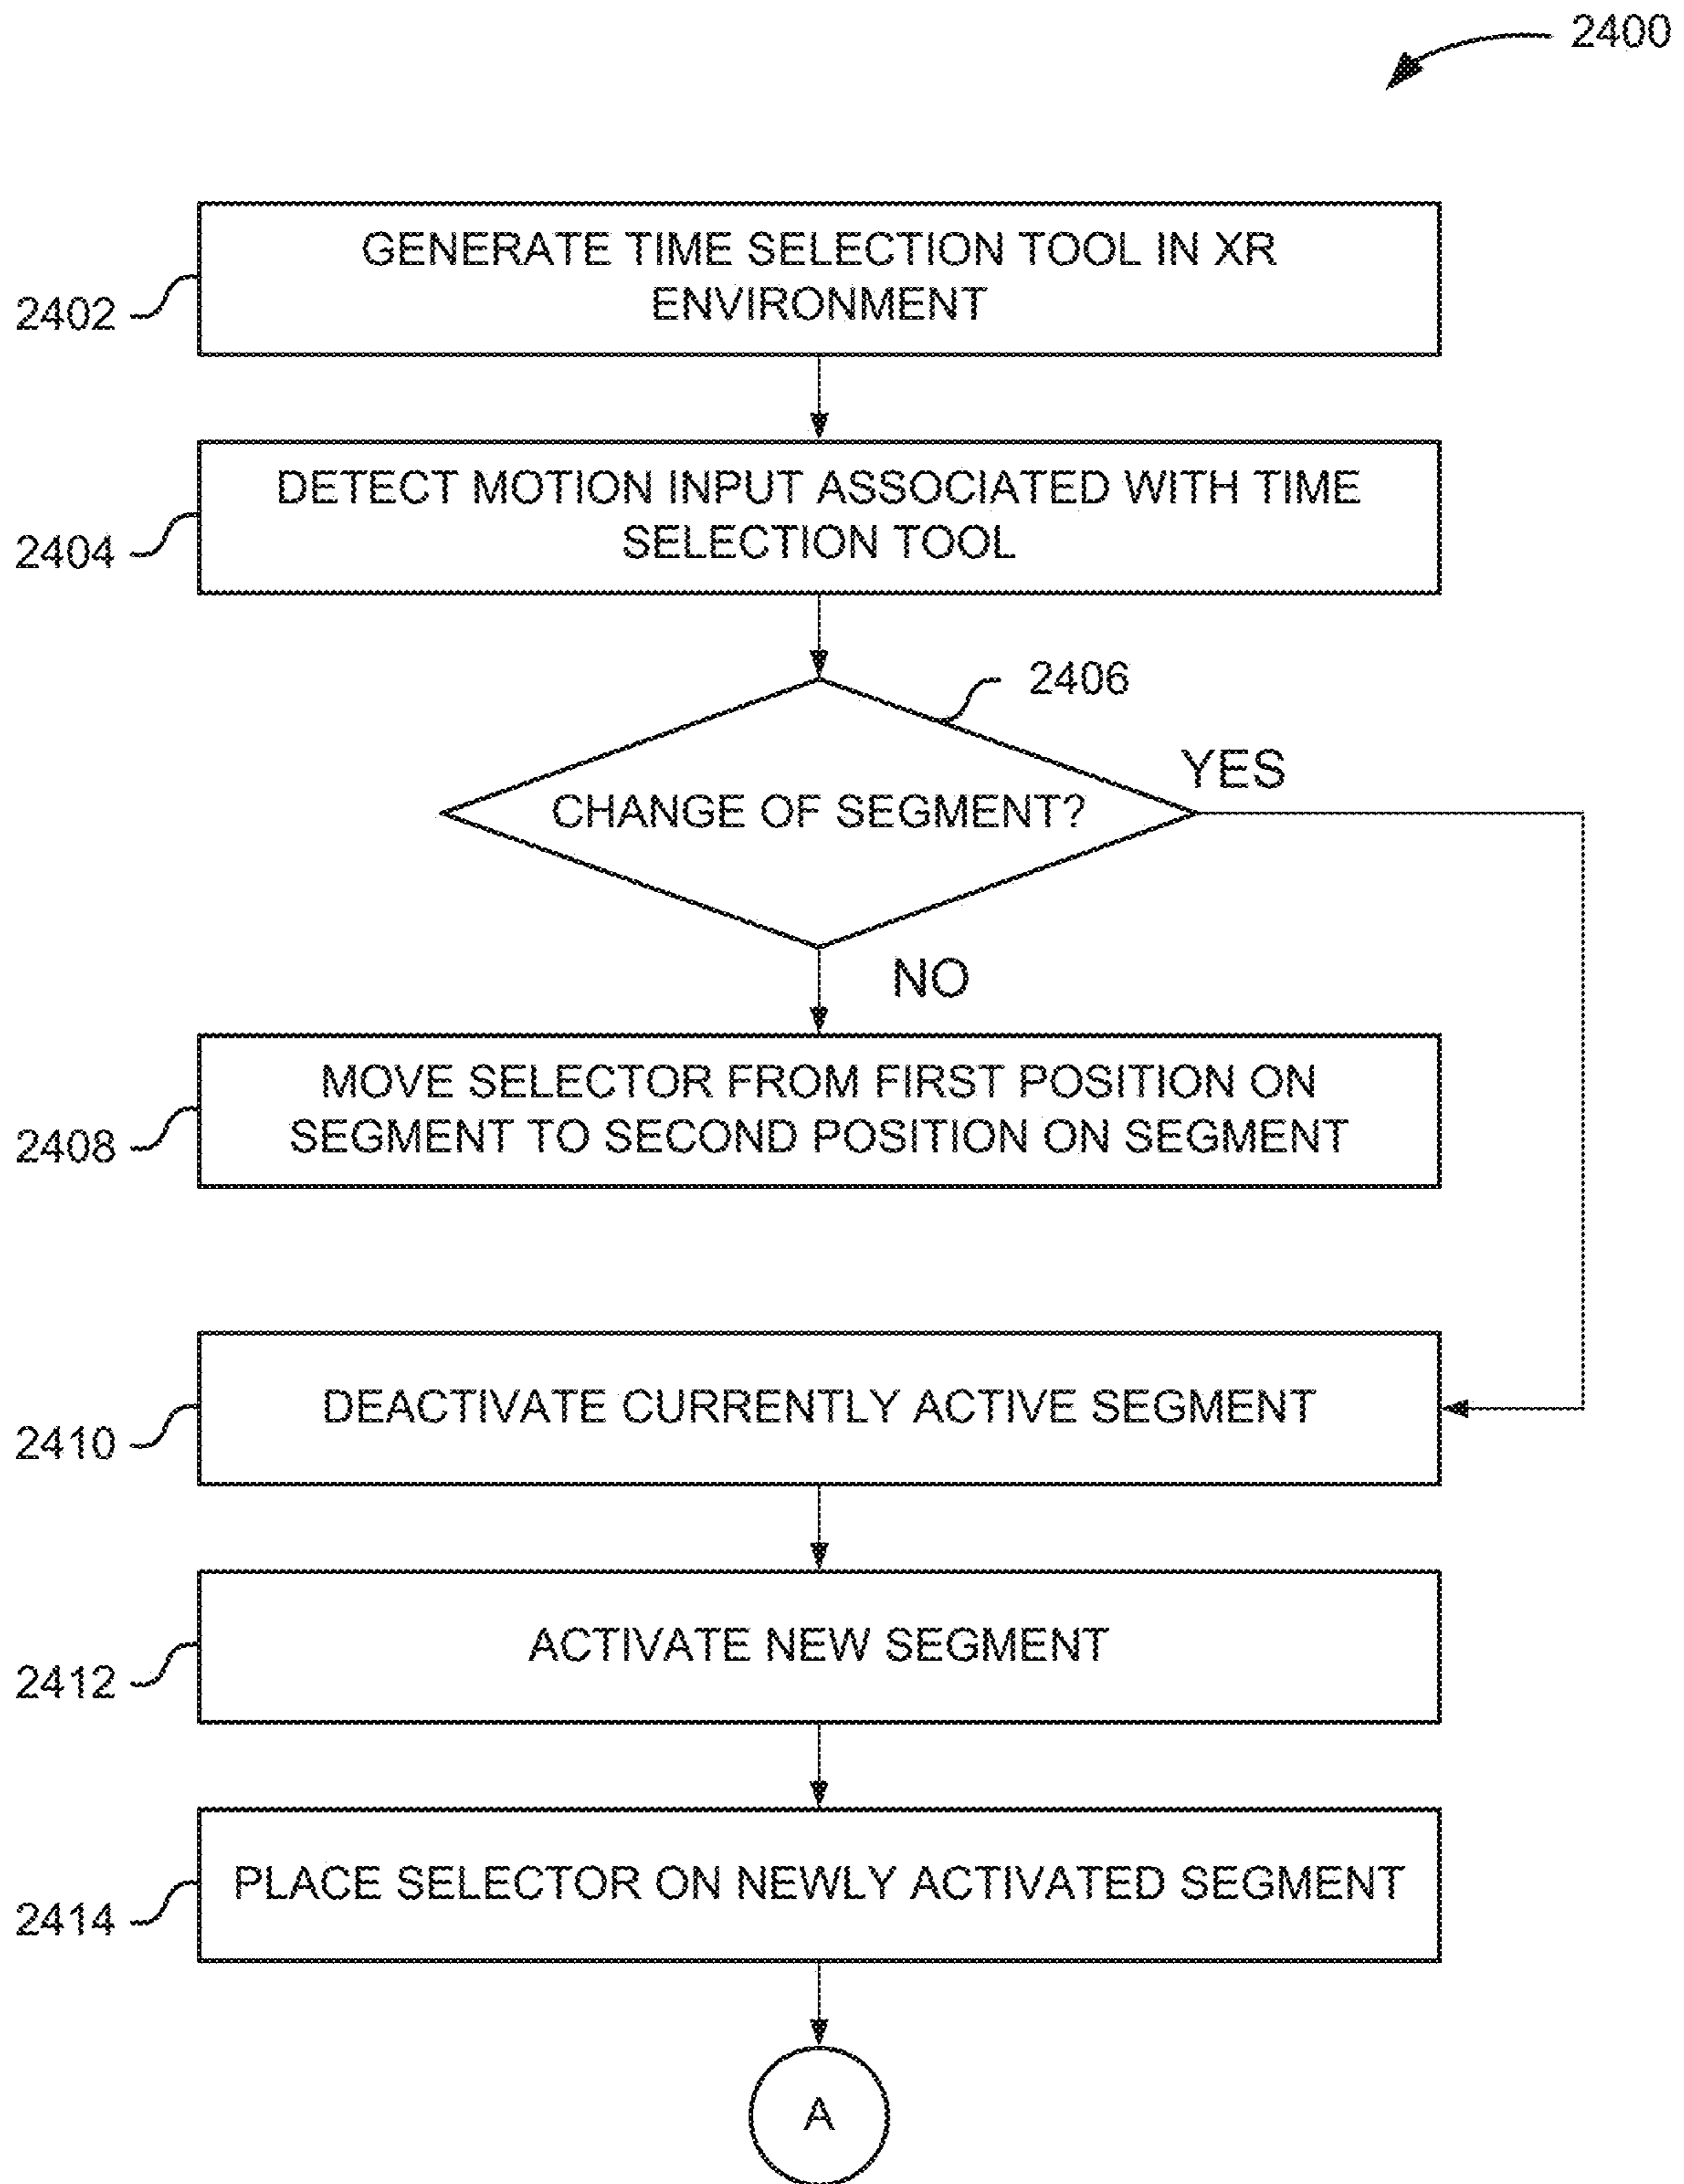 2400
GENERATE TIME SELECTION TOOL IN XR
ENVIRONMENT
2402
DETECT MOTION INPUT ASSOCIATED WITH TIME
SELECTION TOOL
2404
2406
YES
CHANGE OF SEGMENT?
NO
MOVE SELECTOR FROM FIRST POSITION ON
SEGMENT TO SECOND POSITION ON SEGMENT
2408
DEACTIVATE CURRENTLY ACTIVE SEGMENT
2410
ACTIVATE NEW SEGMENT
2412
PLACE SELECTOR ON NEWLY ACTIVATED SEGMENT
2414
A